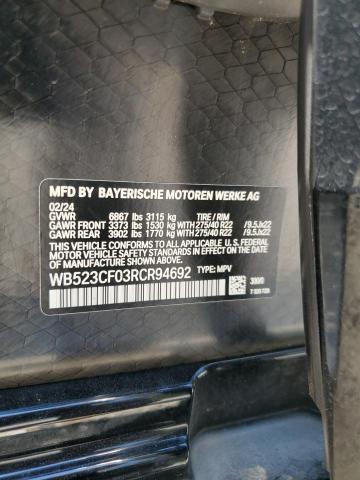 MFD BY BAYERISCHE MOTOREN WERKE AG
02/24
GVWR 6867 lbs 3115 kg TIRE / RIM
GAWR FRONT 3373 lbs 1530 kg WITH 275/40 R22 /9.5Jx22
GAWR REAR 3902 lbs 1770 kg WITH 275/40 R22 /9.5Jx22
THIS VEHICLE CONFORMS TO ALL APPLICABLE U.S. FEDERAL
MOTOR VEHICLE SAFETY
STANDARDS IN EFFECT ON THE DATE OF MANUFACTURE SHOWN ABOVE.
WB523CF03RCR94692 TYPE: MPV